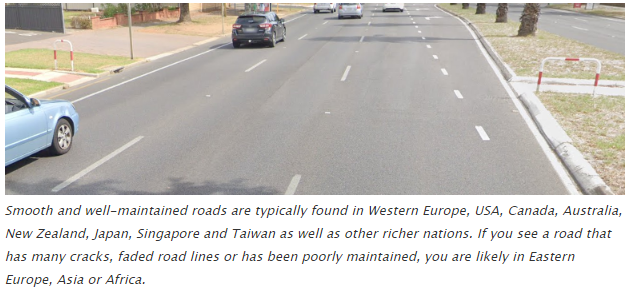 Smooth and well-maintained roads are typically found in Western Europe, USA, Canada, Australia,
New Zealand, Japan, Singapore and Taiwan as well as other richer nations. If you see a road that
has many cracks, faded road lines or has been poorly maintained, you are likely in Eastern
Europe, Asia or Africa.